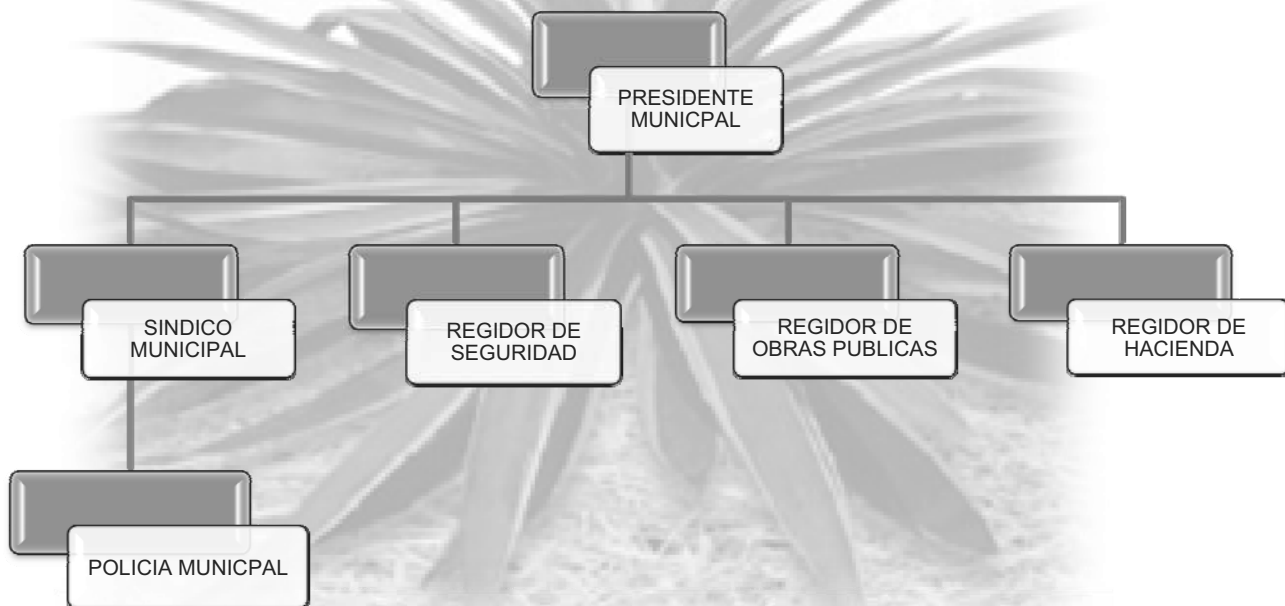 PRESIDENTE
MUNICPAL
SINDICO
MUNICIPAL
REGIDOR DE
SEGURIDAD
REGIDOR DE
OBRAS PUBLICAS
REGIDOR DE
HACIENDA
POLICIA MUNICPAL